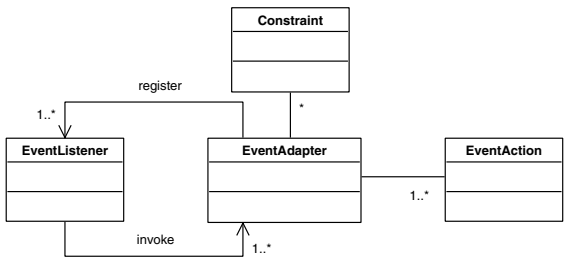 Constraint
register
1..*
*
EventListener
EventAdapter
EventAction
1..*
invoke
1..*